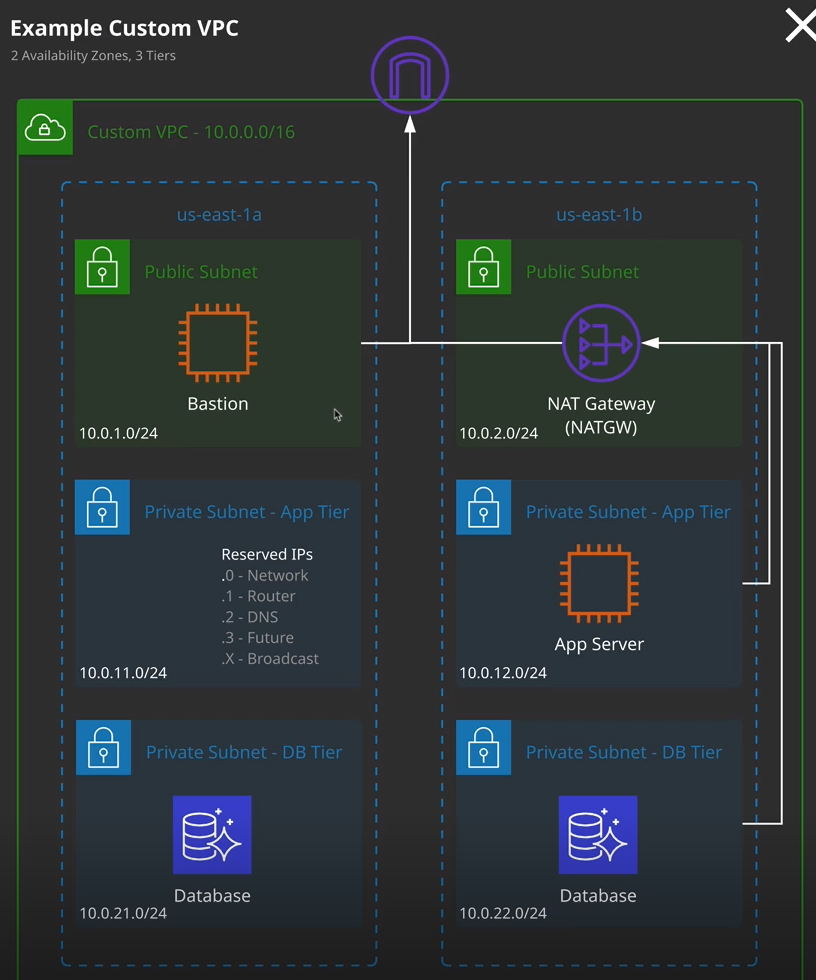 Example Custom VPC
2 Availability Zones, 3 Tiers
Custom VPC - 10.0.0.0/16
us-east-1a
Public Subnet
Bastion
10.0.1.0/24
Private Subnet - App Tier
Reserved IPs
.0 - Network
.1 - Router
.2 - DNS
.3 - Future
.X - Broadcast
10.0.11.0/24
Private Subnet - DB Tier
Database
10.0.21.0/24
us-east-1b
Public Subnet
NAT Gateway
(NATGW)
10.0.2.0/24
Private Subnet - App Tier
App Server
10.0.12.0/24
Private Subnet - DB Tier
Database
10.0.22.0/24